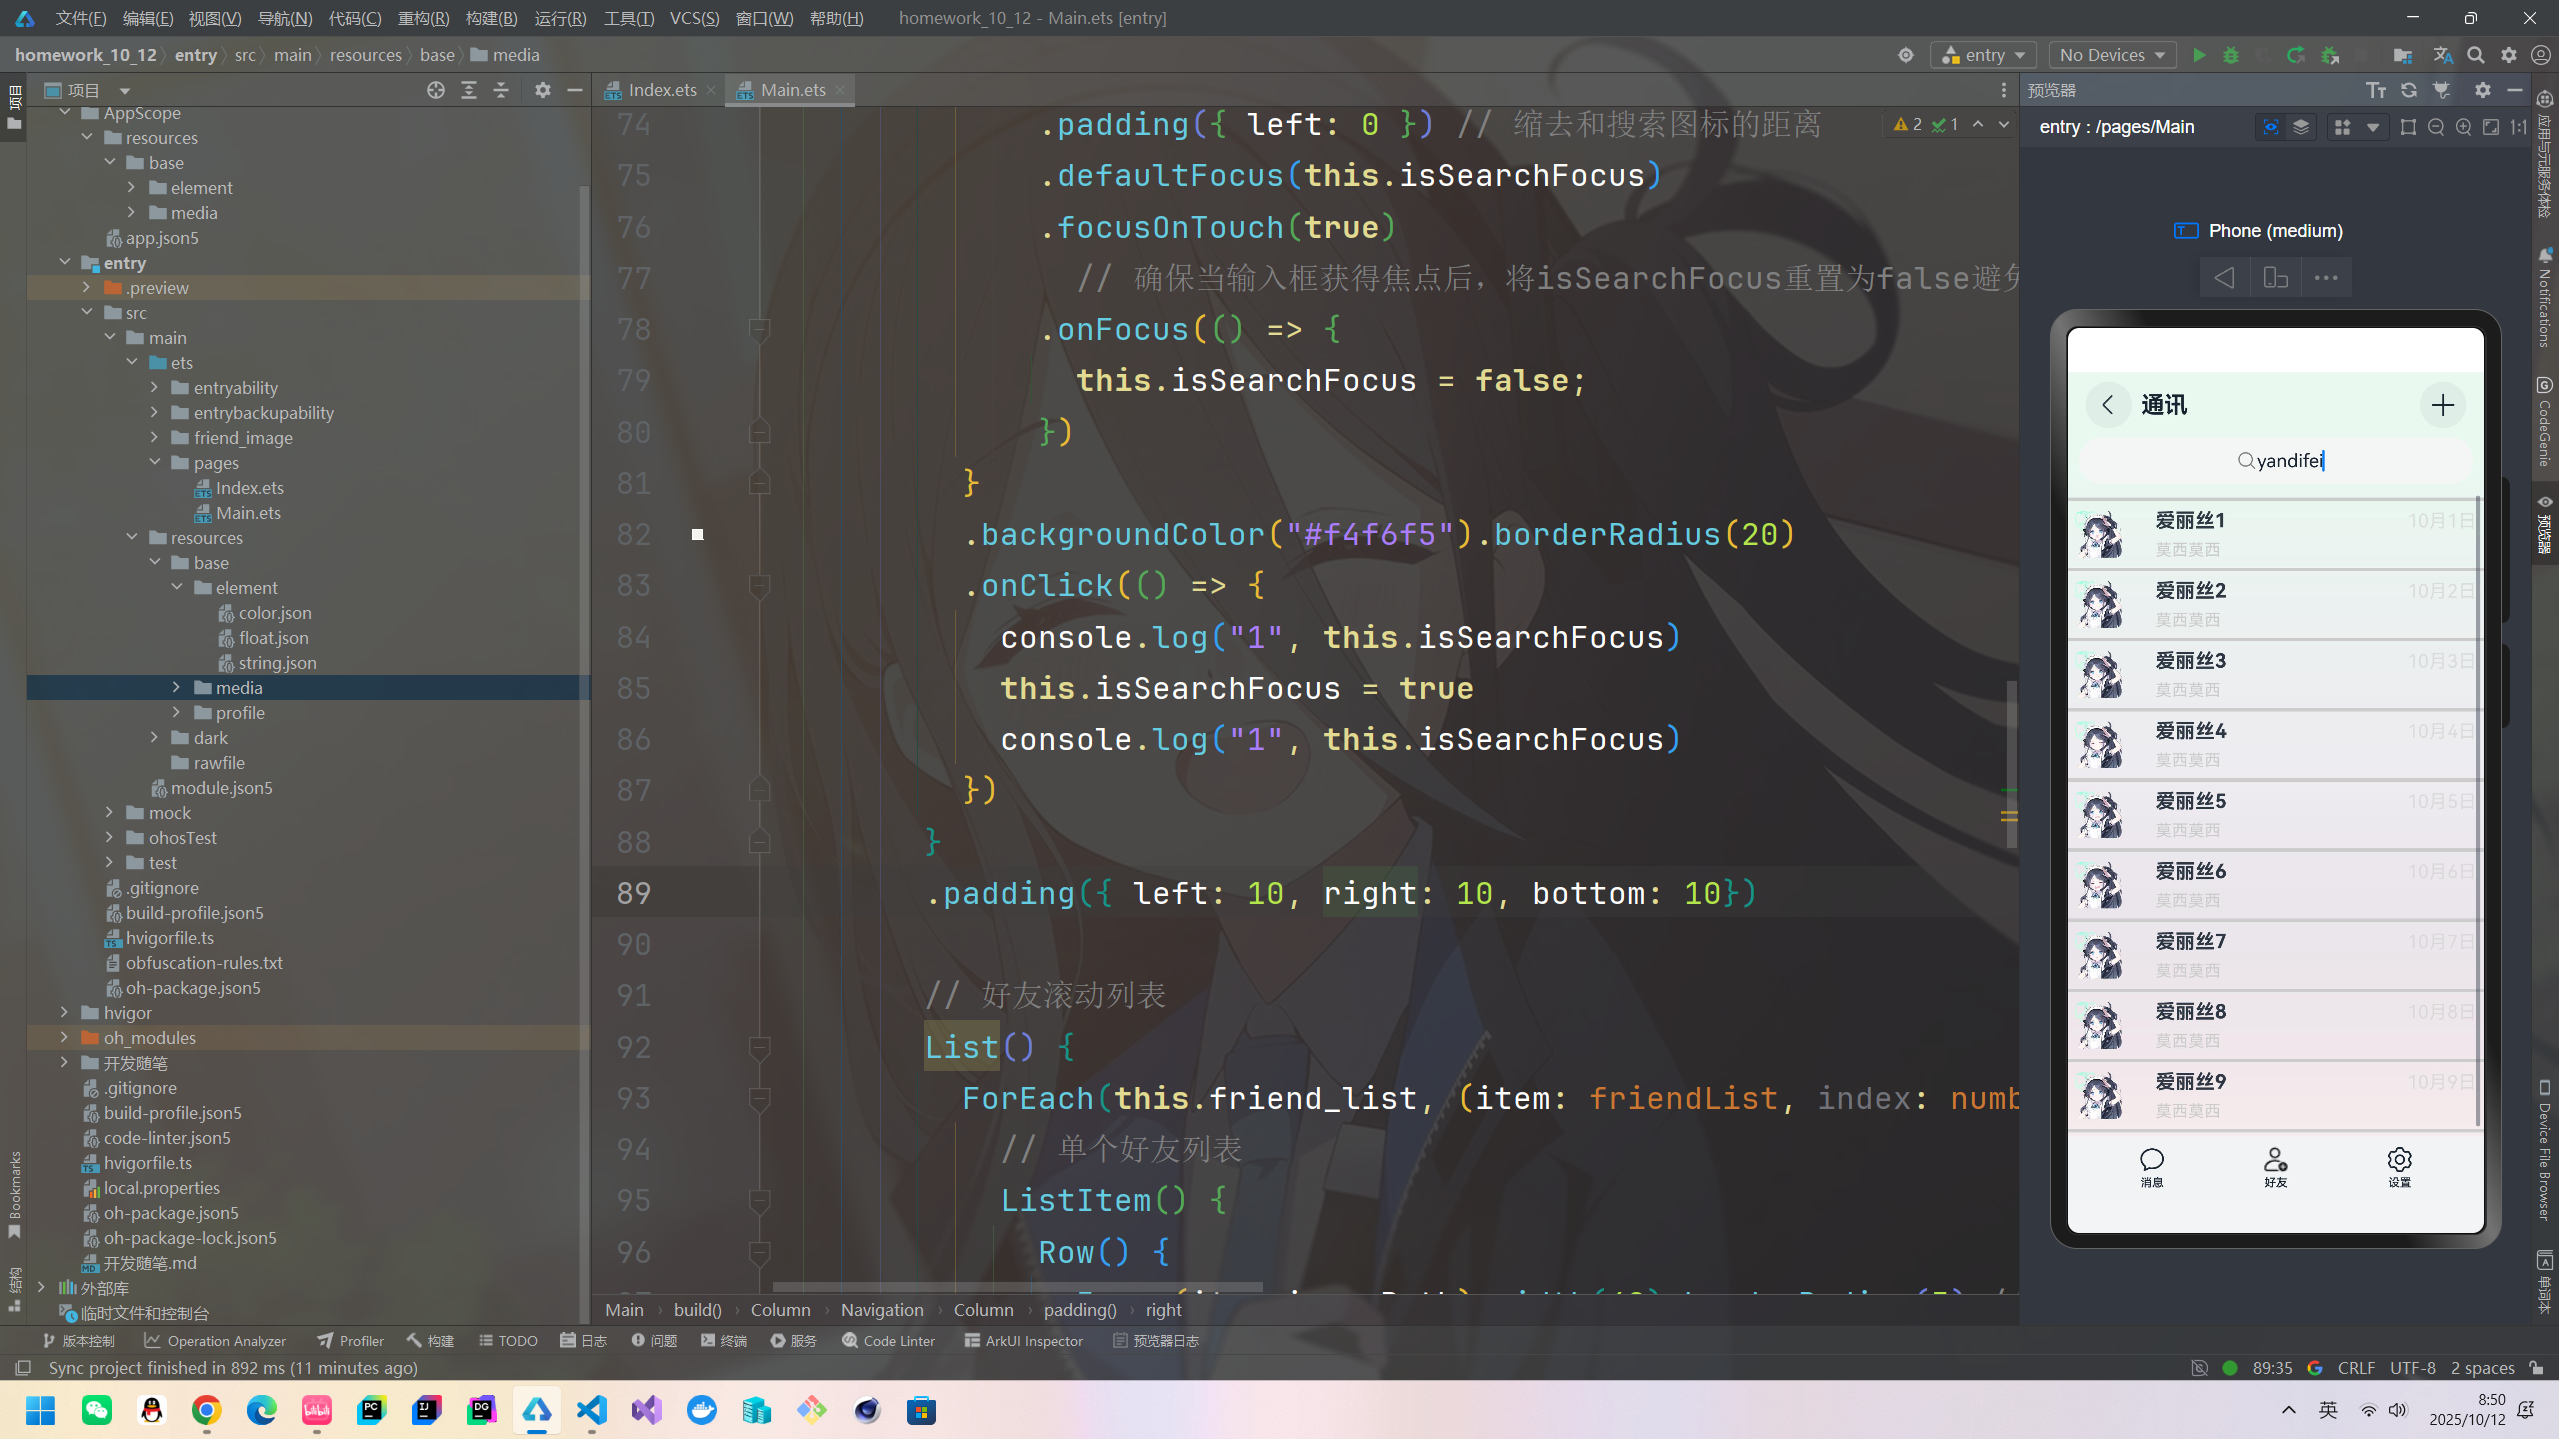 文件(F) 编辑(E) 视图(V) 导航(N) 代码(C) 重构(R) 构建(B) 运行(R) 工具(T) VCS(S) 窗口(W) 帮助(H) homework_10_12 - Main.ets [entry]
homework_10_12 entry src main resources base media
entry No Devices
项目
项目
AppScope
resources
base
element
media
app.json5
entry
.preview
src
main
ets
entryability
entrybackupability
friend_image
pages
Index.ets
Main.ets
resources
base
element
color.json
float.json
string.json
media
profile
dark
rawfile
module.json5
mock
ohosTest
test
.gitignore
build-profile.json5
hvigorfile.ts
obfuscation-rules.txt
oh-package.json5
hvigor
oh_modules
开发随笔
.gitignore
build-profile.json5
code-linter.json5
hvigorfile.ts
local.properties
oh-package.json5
oh-package-lock.json5
开发随笔.md
外部库
临时文件和控制台
Bookmarks
结构
Index.ets Main.ets
2 1
74 .padding({ left: 0 }) // 缩去和搜索图标的距离
75 .defaultFocus(this.isSearchFocus)
76 .focusOnTouch(true)
77 // 确保当输入框获得焦点后，将isSearchFocus重置为false避免
78 .onFocus(() => {
79 this.isSearchFocus = false;
80 })
81 }
82 .backgroundColor("#f4f6f5").borderRadius(20)
83 .onClick(() => {
84 console.log("1", this.isSearchFocus)
85 this.isSearchFocus = true
86 console.log("1", this.isSearchFocus)
87 })
88 }
89 .padding({ left: 10, right: 10, bottom: 10})
90
91 // 好友滚动列表
92 List() {
93 ForEach(this.friend_list, (item: friendList, index: numb
94 // 单个好友列表
95 ListItem() {
96 Row() {
Main build() Column Navigation Column padding() right
预览器
entry : /pages/Main
1:1
Phone (medium)
通讯
yandifei
爱丽丝1 10月1日
莫西莫西
爱丽丝2 10月2日
莫西莫西
爱丽丝3 10月3日
莫西莫西
爱丽丝4 10月4日
莫西莫西
爱丽丝5 10月5日
莫西莫西
爱丽丝6 10月6日
莫西莫西
爱丽丝7 10月7日
莫西莫西
爱丽丝8 10月8日
莫西莫西
爱丽丝9 10月9日
莫西莫西
消息 好友 设置
应用与元服务体检
Notifications
CodeGenie
预览器
Device File Browser
单词本
版本控制 Operation Analyzer Profiler 构建 TODO 日志 问题 终端 服务 Code Linter ArkUI Inspector 预览器日志
Sync project finished in 892 ms (11 minutes ago) 89:35 CRLF UTF-8 2 spaces
英 8:50
2025/10/12